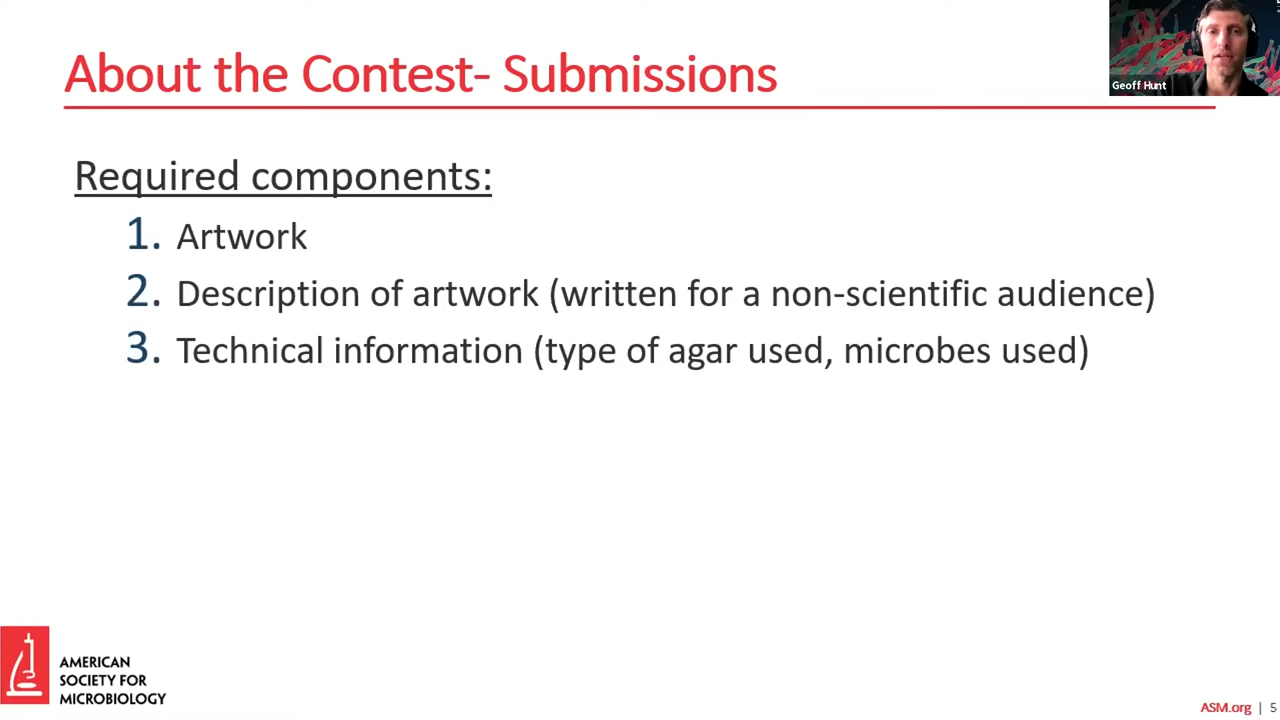 About the Contest- Submissions
Geoff Hunt
Required components:
1. Artwork
2. Description of artwork (written for a non-scientific audience)
3. Technical information (type of agar used, microbes used)
AMERICAN
SOCIETY FOR
MICROBIOLOGY
ASM.org | 5